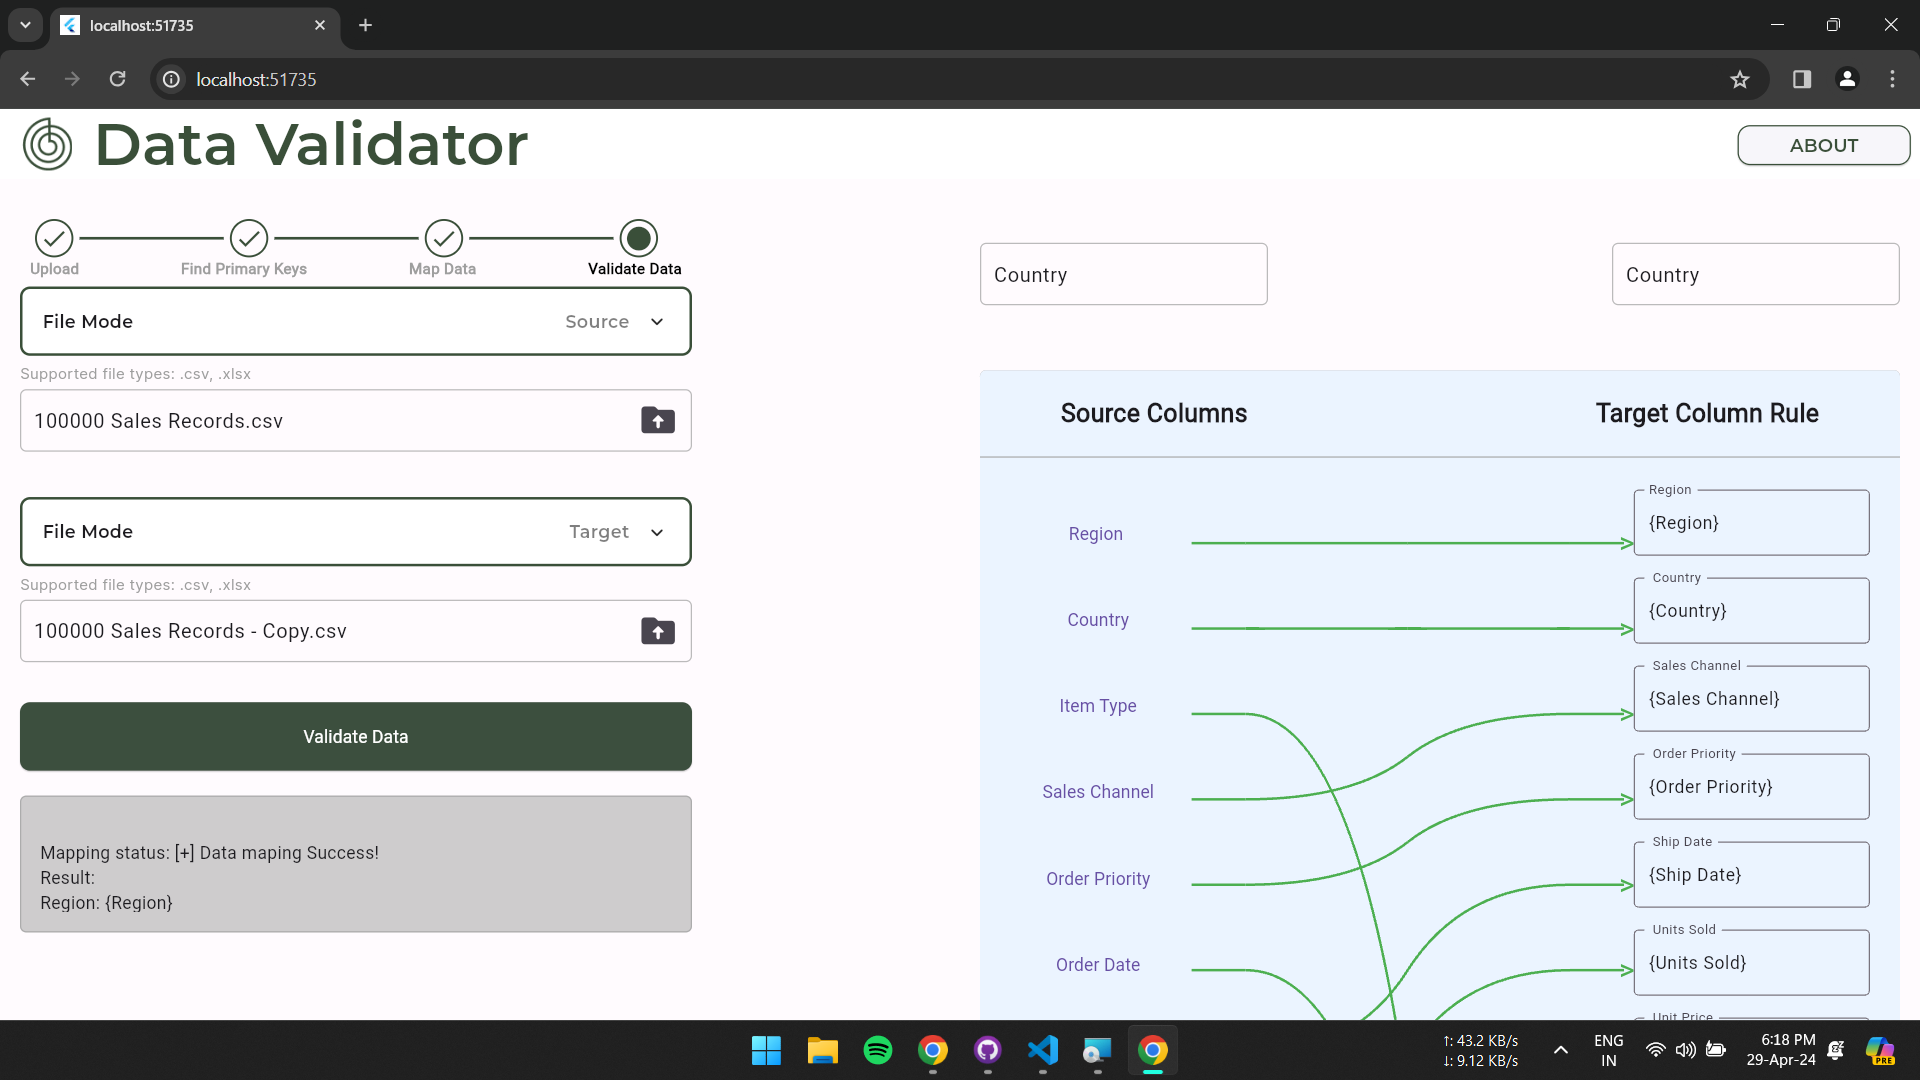 localhost:51735
localhost:51735
Data Validator
ABOUT
Upload
Find Primary Keys
Map Data
Validate Data
File Mode
Source
Supported file types: .csv, .xlsx
100000 Sales Records.csv
File Mode
Target
Supported file types: .csv, .xlsx
100000 Sales Records - Copy.csv
Validate Data
Mapping status: [+] Data maping Success!
Result:
Region: {Region}
Country
Country
Source Columns
Target Column Rule
Region
Region
{Region}
Country
Country
{Country}
Item Type
Sales Channel
{Sales Channel}
Sales Channel
Order Priority
{Order Priority}
Order Priority
Ship Date
{Ship Date}
Order Date
Units Sold
{Units Sold}
Unit Price
↑: 43.2 KB/s
↓: 9.12 KB/s
ENG
IN
6:18 PM
29-Apr-24
PRE